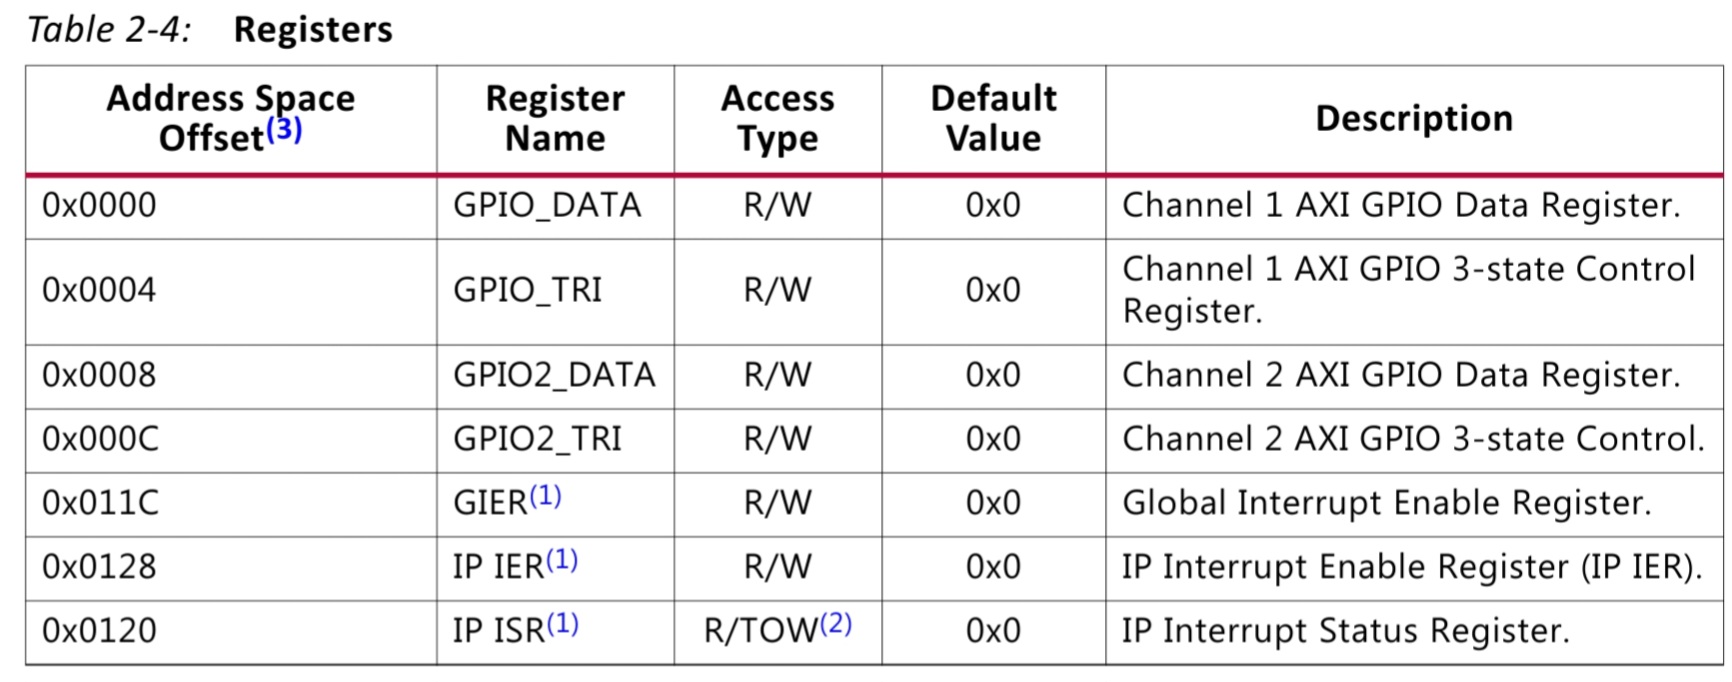 Table 2-4: Registers
Address Space Offset(3) Register Name Access Type Default Value Description
0x0000 GPIO_DATA R/W 0x0 Channel 1 AXI GPIO Data Register.
0x0004 GPIO_TRI R/W 0x0 Channel 1 AXI GPIO 3-state Control Register.
0x0008 GPIO2_DATA R/W 0x0 Channel 2 AXI GPIO Data Register.
0x000C GPIO2_TRI R/W 0x0 Channel 2 AXI GPIO 3-state Control.
0x011C GIER(1) R/W 0x0 Global Interrupt Enable Register.
0x0128 IP IER(1) R/W 0x0 IP Interrupt Enable Register (IP IER).
0x0120 IP ISR(1) R/TOW(2) 0x0 IP Interrupt Status Register.